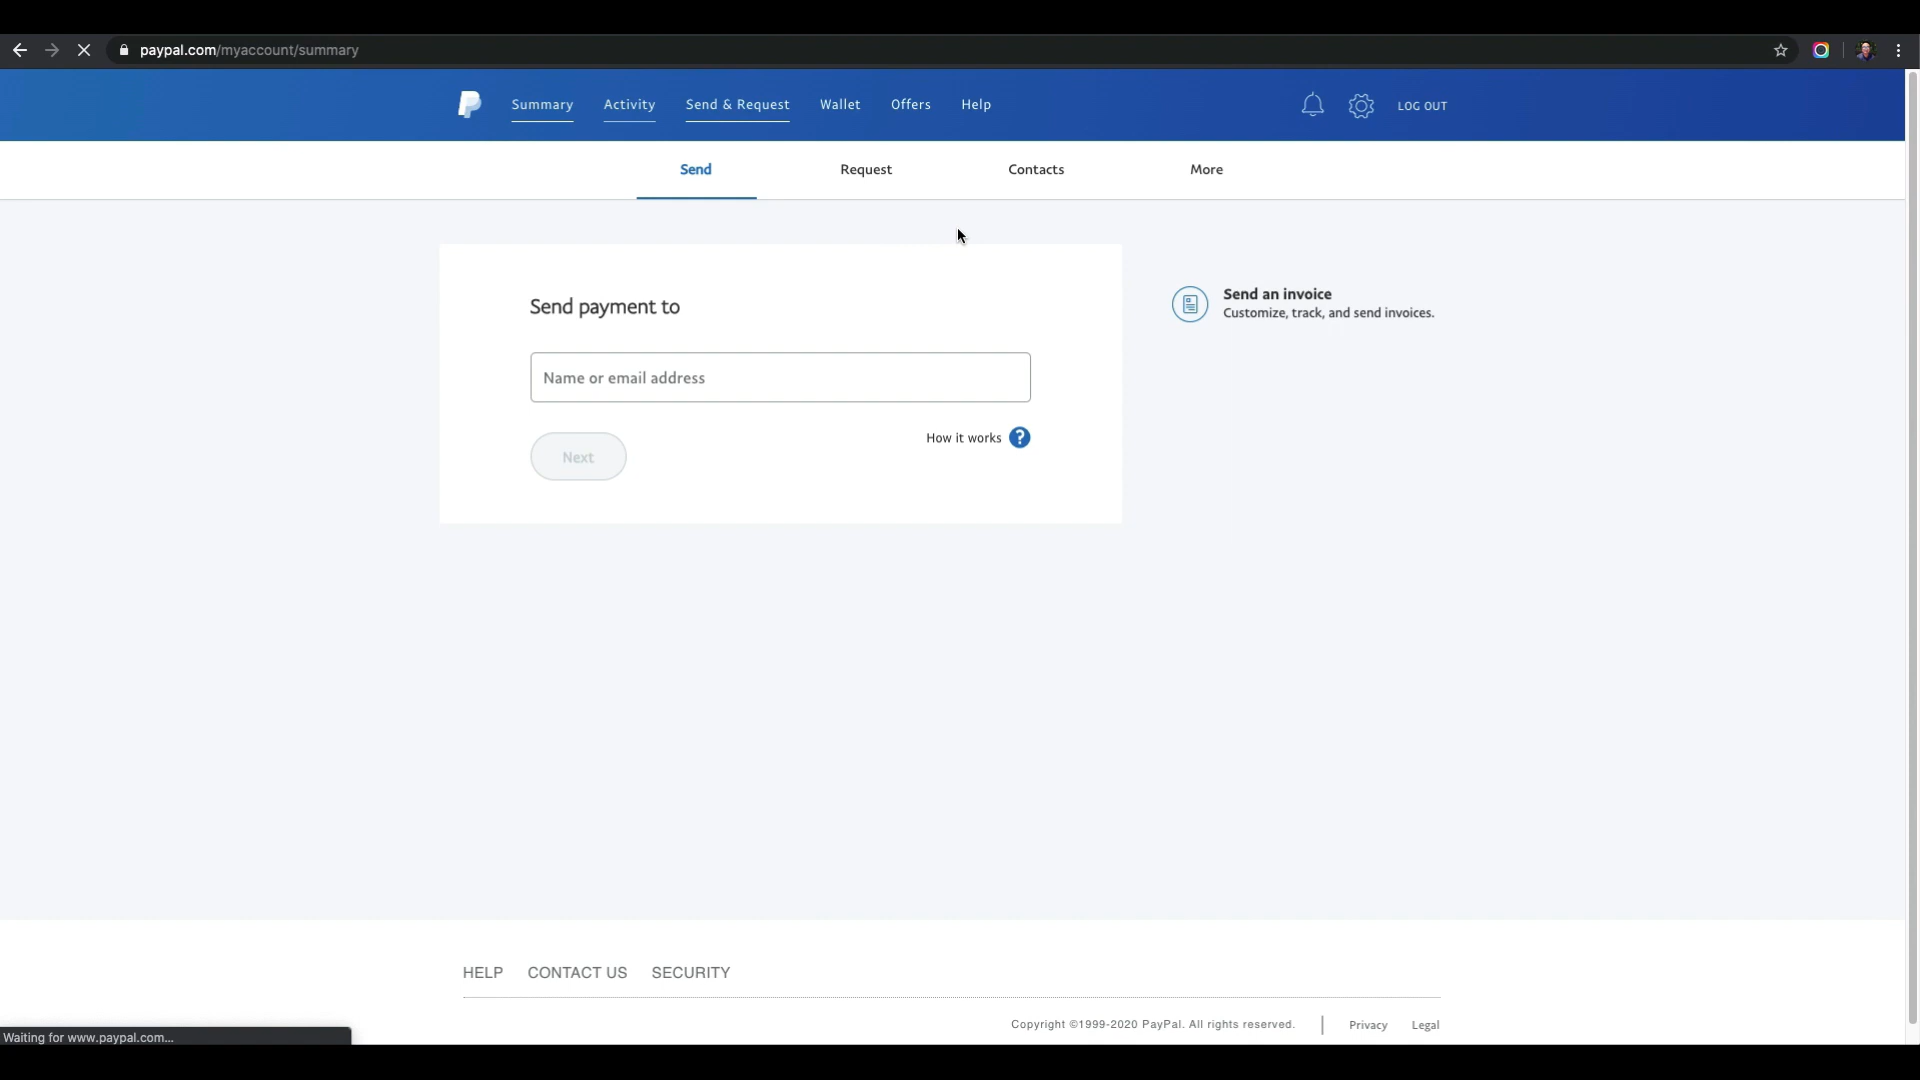 paypal.com/myaccount/summary
Summary Activity Send & Request Wallet Offers Help LOG OUT
Send Request Contacts More
Send payment to
Name or email address
Next
How it works ?
Send an invoice
Customize, track, and send invoices.
HELP CONTACT US SECURITY
Copyright ©1999-2020 PayPal. All rights reserved. | Privacy Legal
Waiting for www.paypal.com...